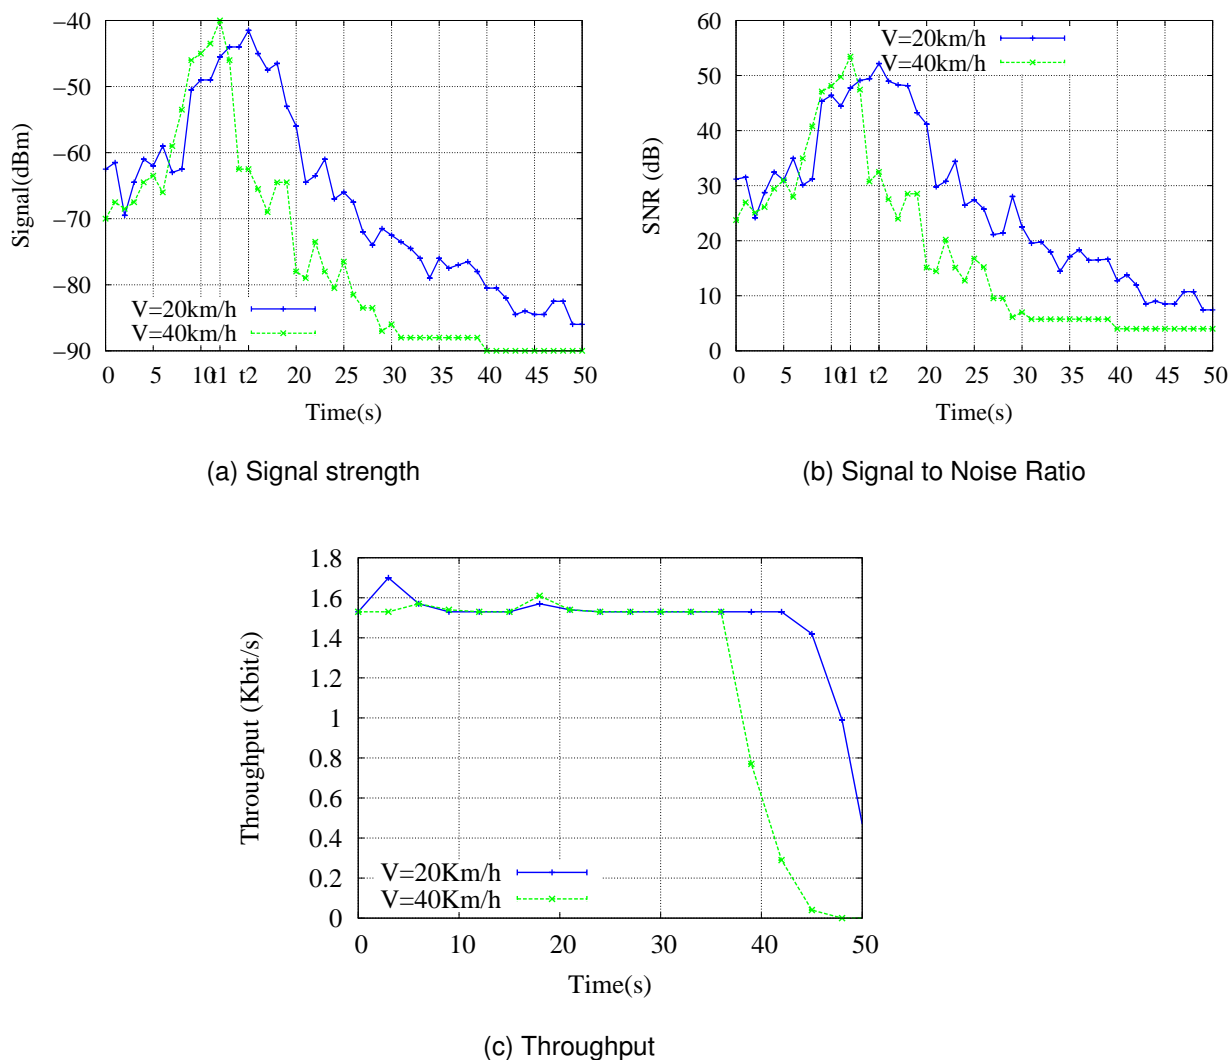 −40
−50
−60
−70
−80
−90
Signal(dBm)
V=20km/h
V=40km/h
0 5 10 t1 t2 20 25 30 35 40 45 50
Time(s)
(a) Signal strength
60
50
40
30
20
10
0
SNR (dB)
V=20km/h
V=40km/h
0 5 10 t1 t2 20 25 30 35 40 45 50
Time(s)
(b) Signal to Noise Ratio
1.8
1.6
1.4
1.2
1
0.8
0.6
0.4
0.2
0
Throughput (Kbit/s)
V=20Km/h
V=40Km/h
0 10 20 30 40 50
Time(s)
(c) Throughput